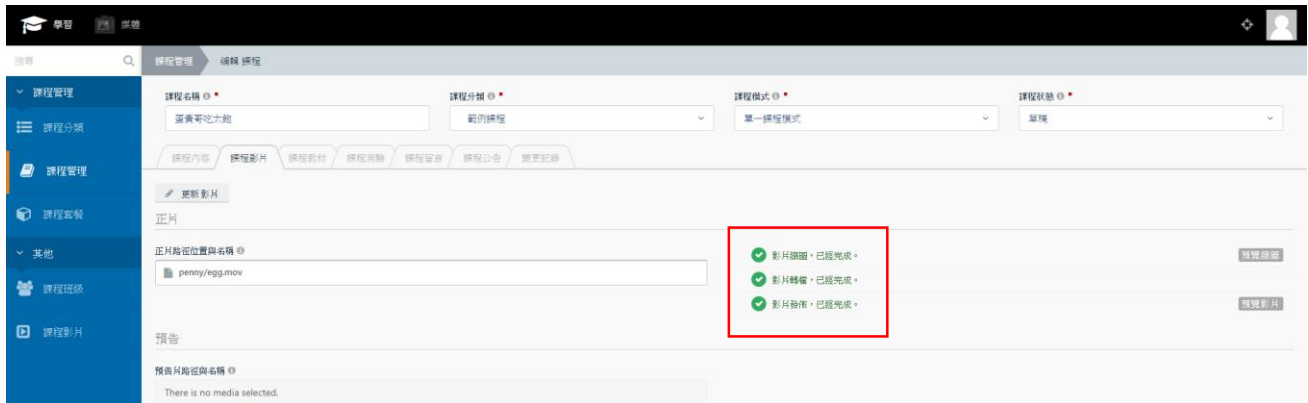 學習 媒體
搜尋
課程管理 編輯 課程
課程管理
課程分類
課程管理
課程套餐
其他
課程班級
課程影片
課程名稱 課程分類 課程模式 課程狀態
蛋黃哥吃大餐 範例課程 單一課程模式 草稿
課程內容 課程影片 課程教材 課程測驗 課程留言 課程公告 變更紀錄
更新影片
正片
正片路徑位置與名稱
penny/egg.mov
影片縮圖,已經完成。 預覽縮圖
影片轉檔,已經完成。
影片發佈,已經完成。 預覽影片
預告
預告片路徑與名稱
There is no media selected.